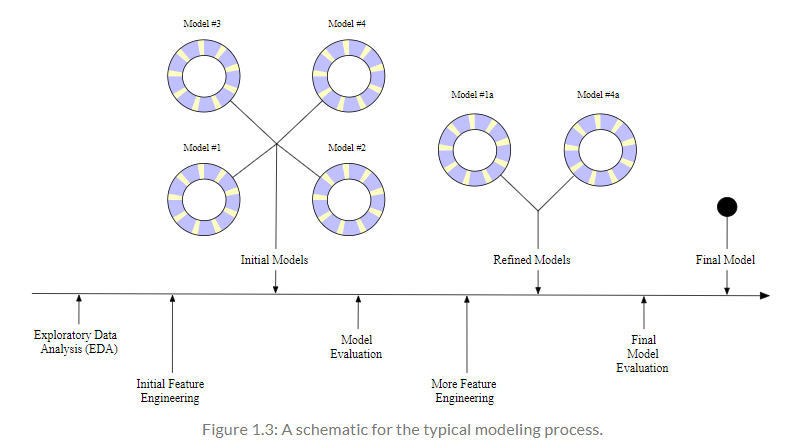 Model #3
Model #4
Model #1a
Model #4a
Model #1
Model #2
Initial Models
Refined Models
Final Model
Exploratory Data
Analysis (EDA)
Model
Evaluation
Final
Model
Evaluation
Initial Feature
Engineering
More Feature
Engineering
Figure 1.3: A schematic for the typical modeling process.